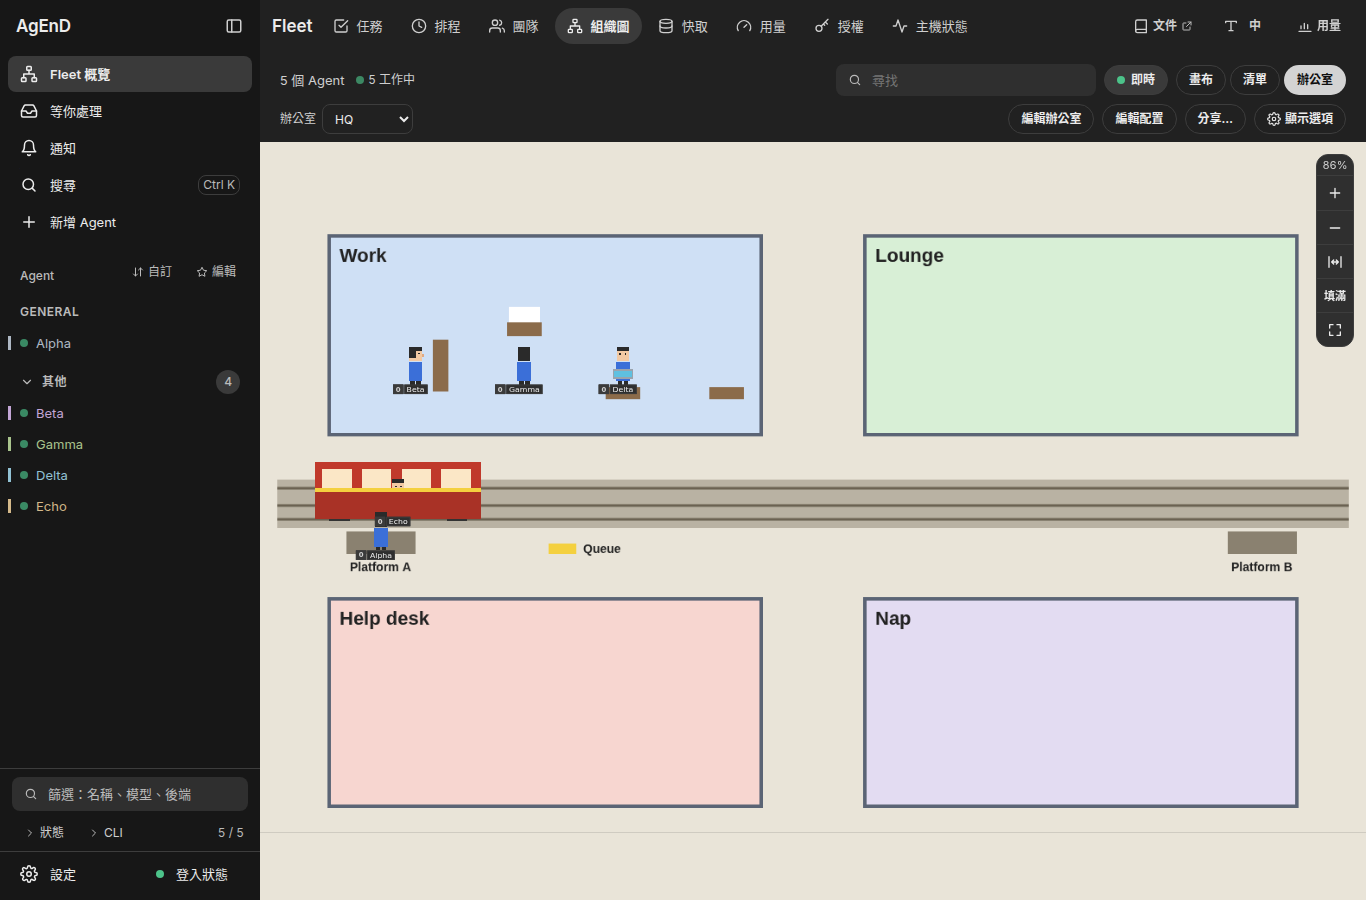 AgEnD
Fleet 概覽
等你處理
通知
搜尋
Ctrl K
新增 Agent
Agent
自訂
編輯
GENERAL
Alpha
其他
4
Beta
Gamma
Delta
Echo
篩選：名稱、模型、後端
狀態
CLI
5 / 5
設定
登入狀態
Fleet
任務
排程
團隊
組織圖
快取
用量
授權
主機狀態
文件
中
用量
5 個 Agent
5 工作中
尋找
即時
畫布
清單
辦公室
辦公室
HQ
編輯辦公室
編輯配置
分享…
顯示選項
86%
填滿
Work
Lounge
0 Beta
0 Gamma
0 Delta
0 Echo
0 Alpha
Queue
Platform A
Platform B
Help desk
Nap